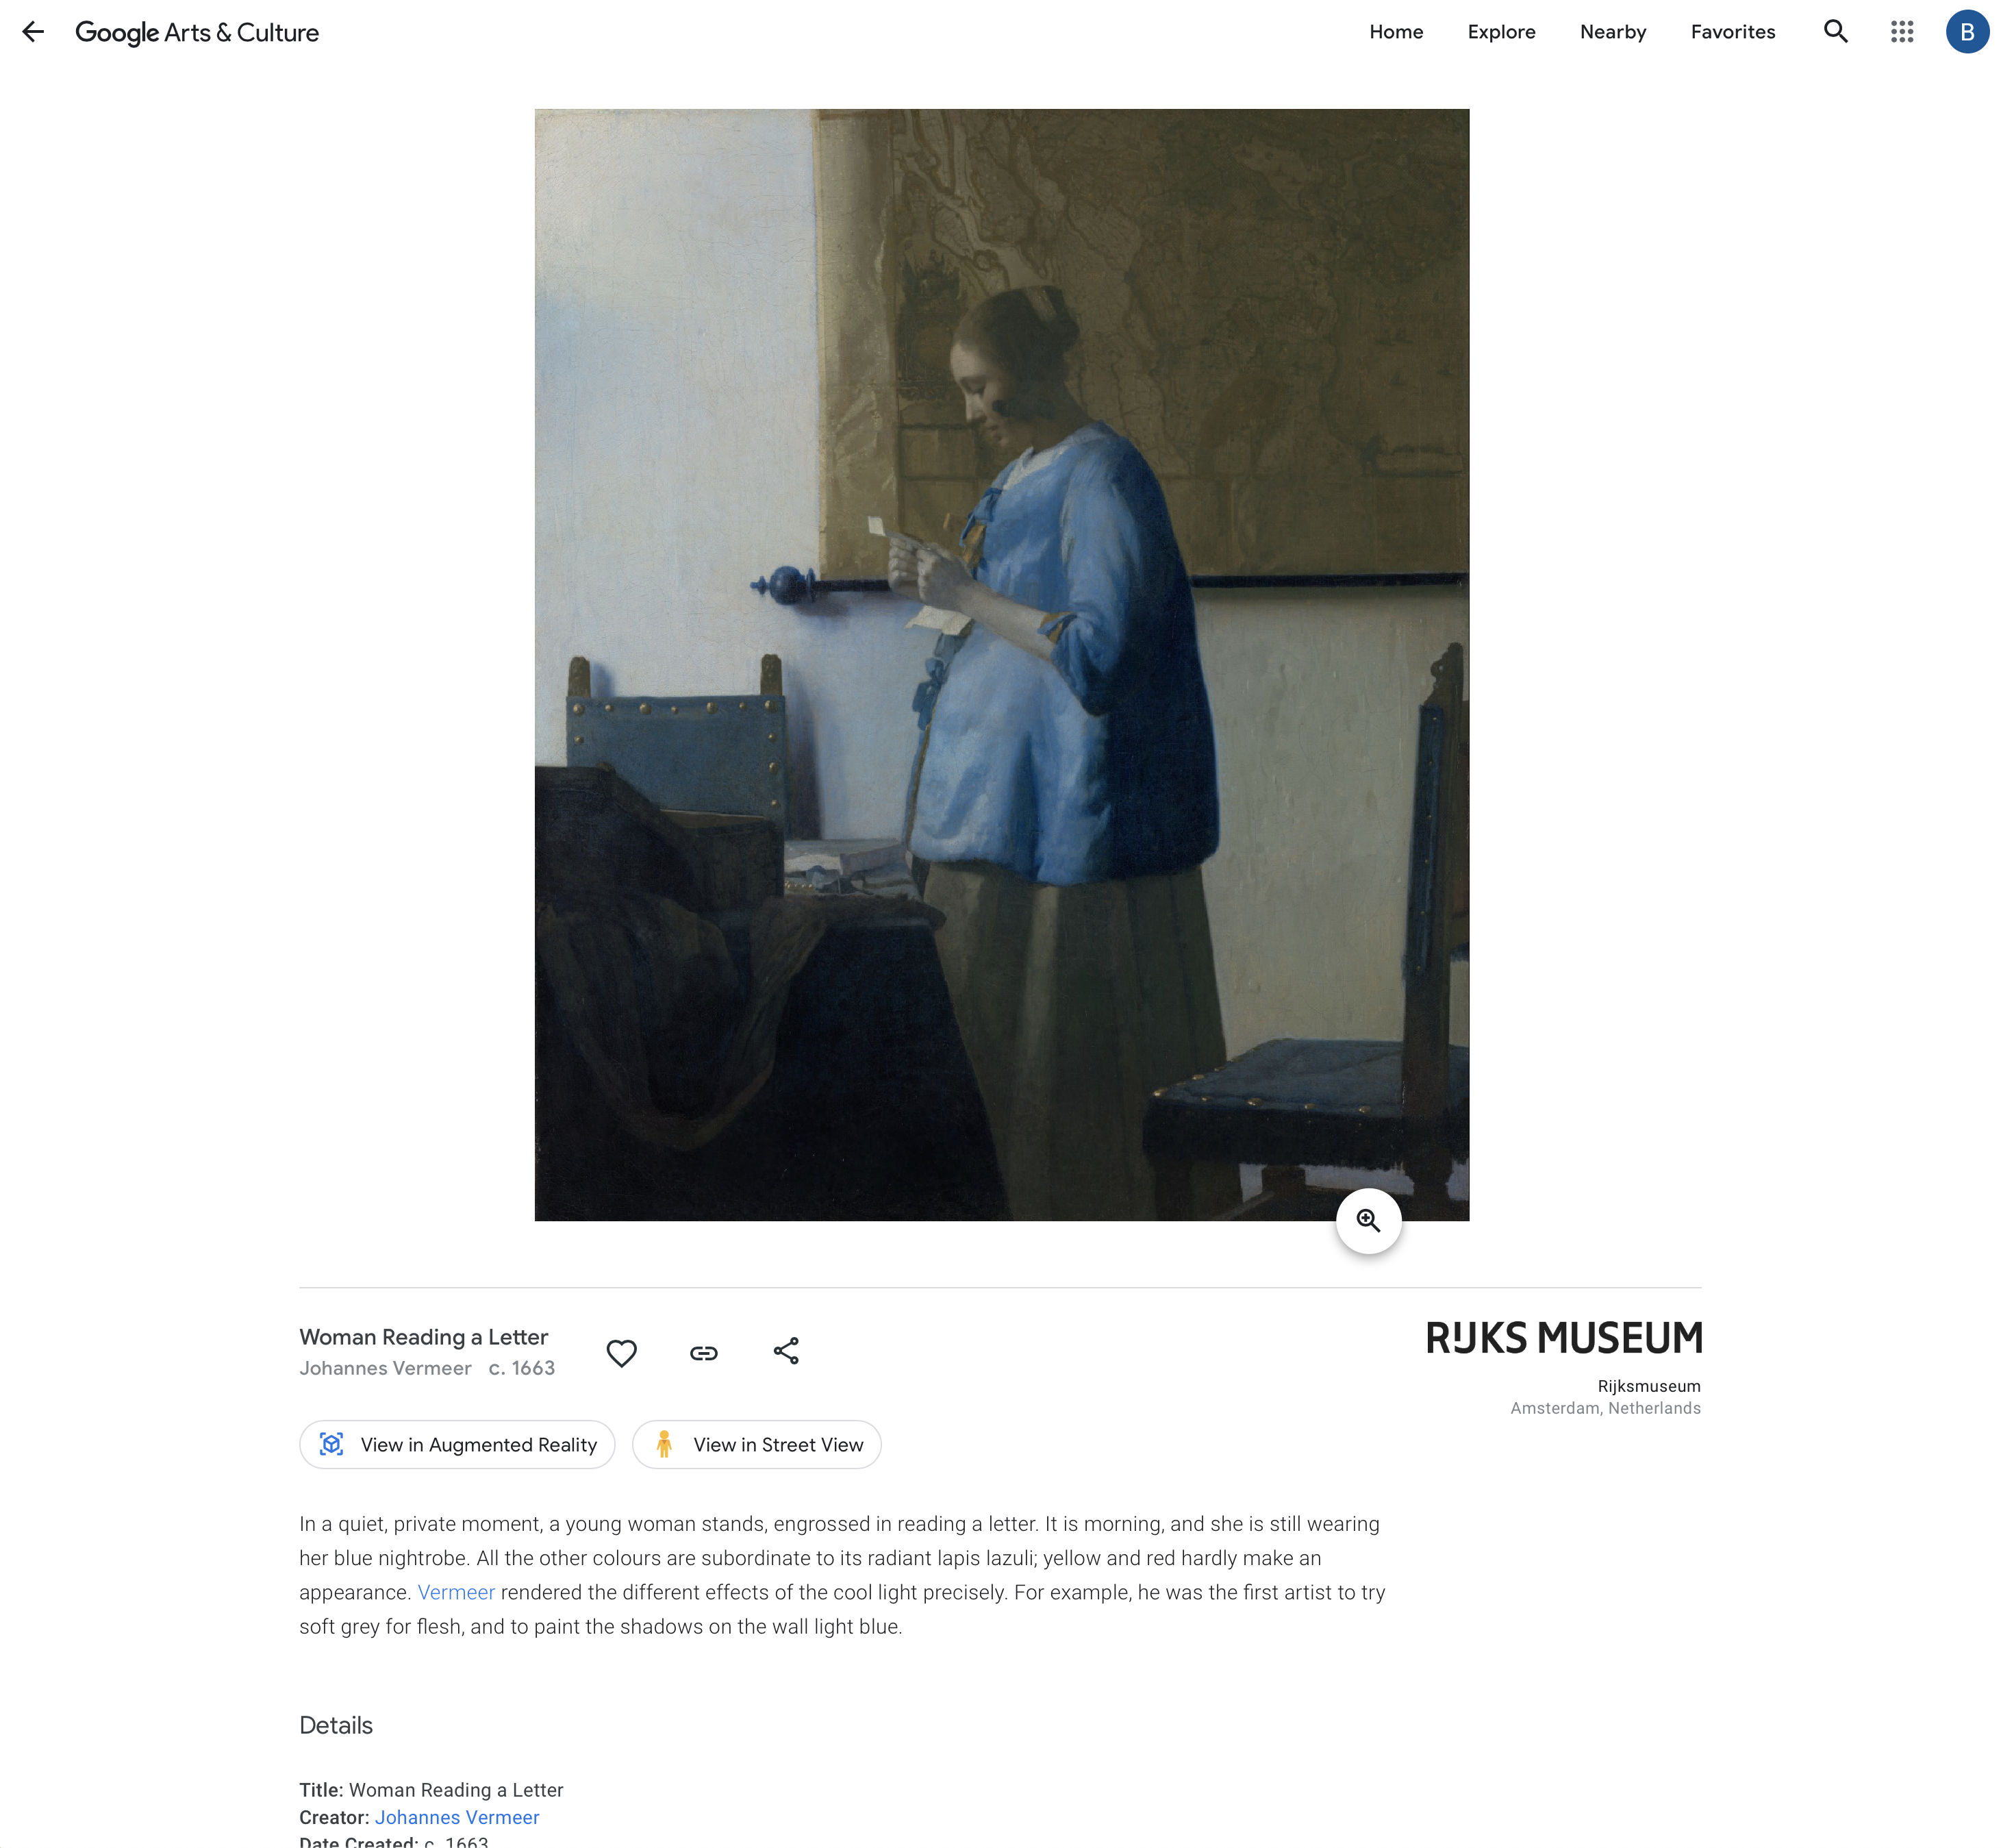 Google Arts & Culture
Home Explore Nearby Favorites B
Woman Reading a Letter
Johannes Vermeer c. 1663
RIJKS MUSEUM
Rijksmuseum
Amsterdam, Netherlands
View in Augmented Reality View in Street View
In a quiet, private moment, a young woman stands, engrossed in reading a letter. It is morning, and she is still wearing
her blue nightrobe. All the other colours are subordinate to its radiant lapis lazuli; yellow and red hardly make an
appearance. Vermeer rendered the different effects of the cool light precisely. For example, he was the first artist to try
soft grey for flesh, and to paint the shadows on the wall light blue.
Details
Title: Woman Reading a Letter
Creator: Johannes Vermeer
Date Created: c. 1663